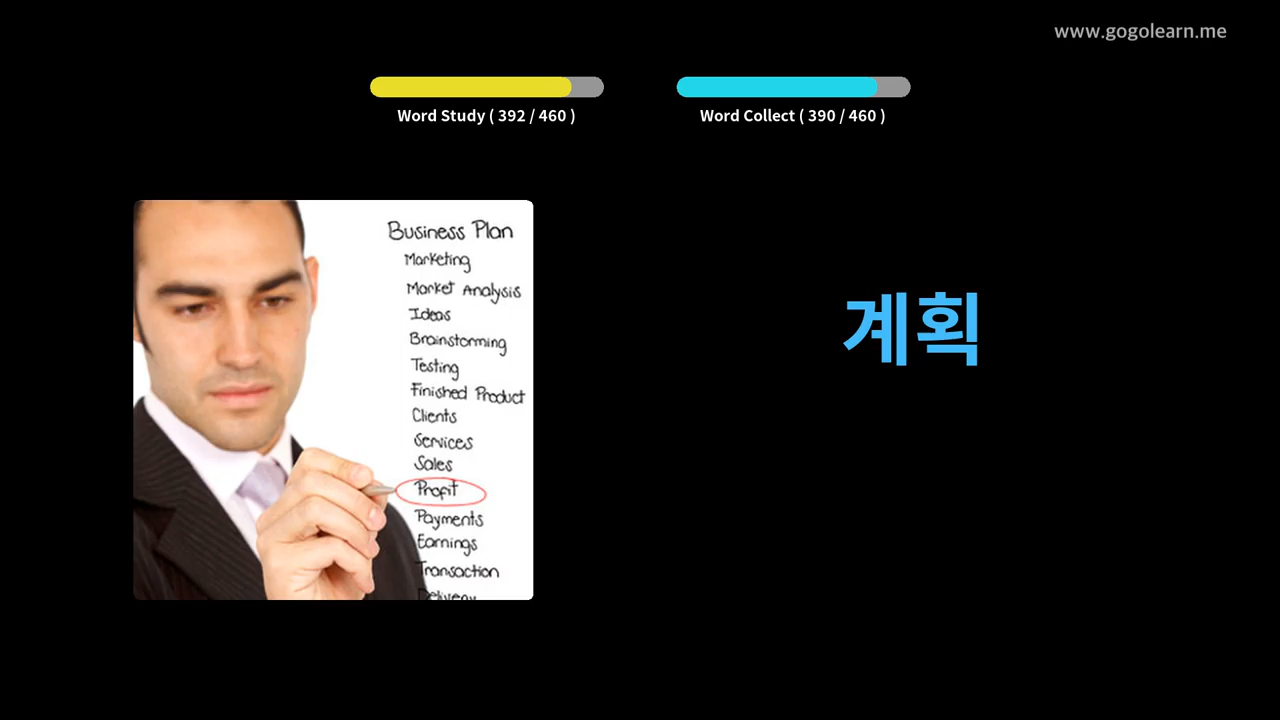 www.gogolearn.me
Word Study ( 392 / 460 )
Word Collect ( 390 / 460 )
Business Plan
Marketing
Market Analysis
Ideas
Brainstorming
Testing
Finished Product
Clients
Services
Sales
Profit
Payments
Earnings
Transaction
Delivery
계획